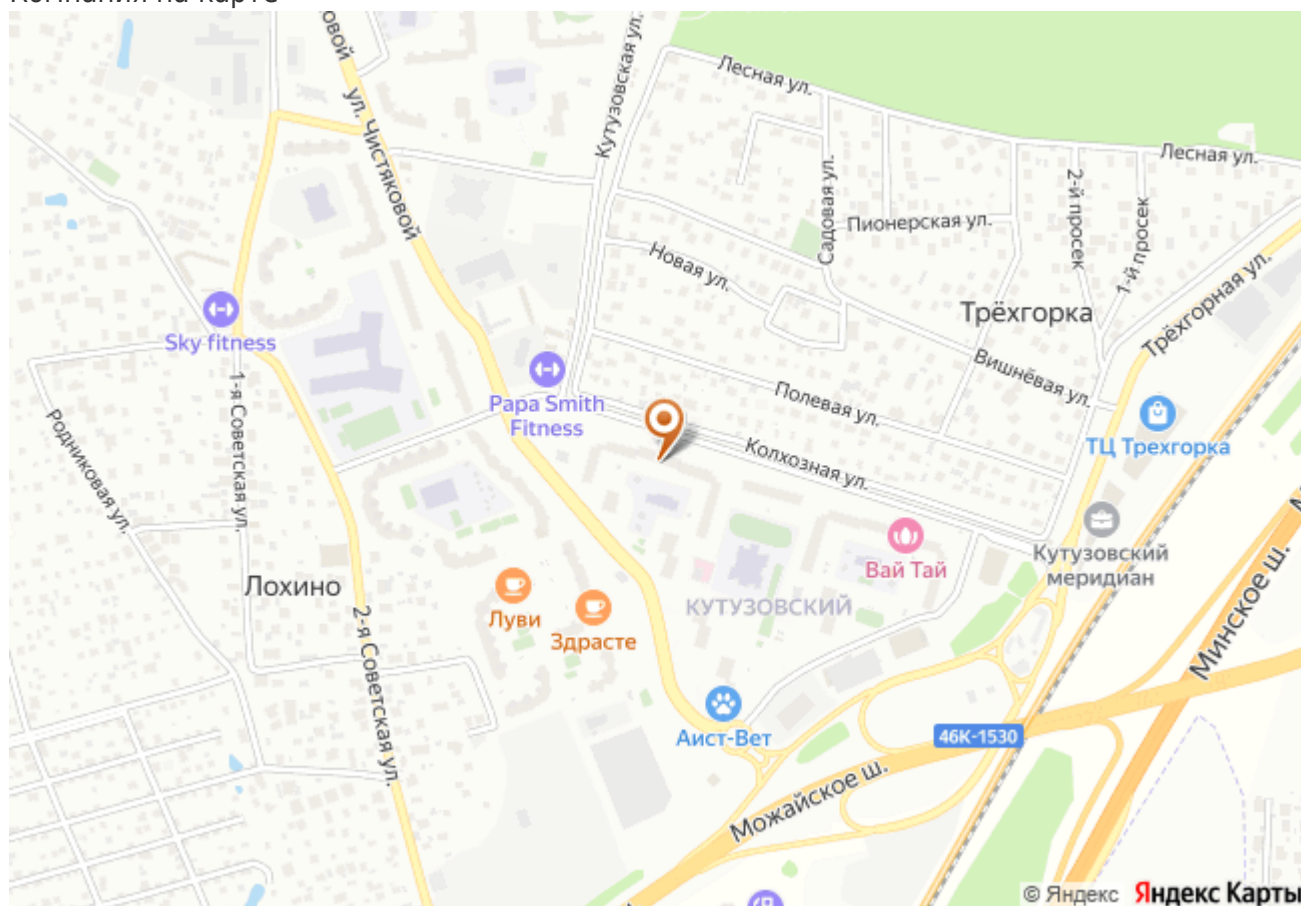 Компания на карте
овой
ул. Чистяковой
Кутузовская ул.
Лесная ул.
Лесная ул.
Садовая ул.
2-й просек
1-й просек
Пионерская ул.
Новая ул.
Трёхгорка
Трёхгорная ул.
Sky fitness
Вишнёвая ул.
Papa Smith
Fitness
Полевая ул.
1-я Советская ул.
Родниковая ул.
ТЦ Трехгорка
Колхозная ул.
Кутузовский
меридиан
Вай Тай
Минское ш.
Лохино
Луви
КУТУЗОВСКИЙ
Здрасте
2-я Советская ул.
Аист-Вет
46К-1530
Можайское ш.
© Яндекс Яндекс Карты